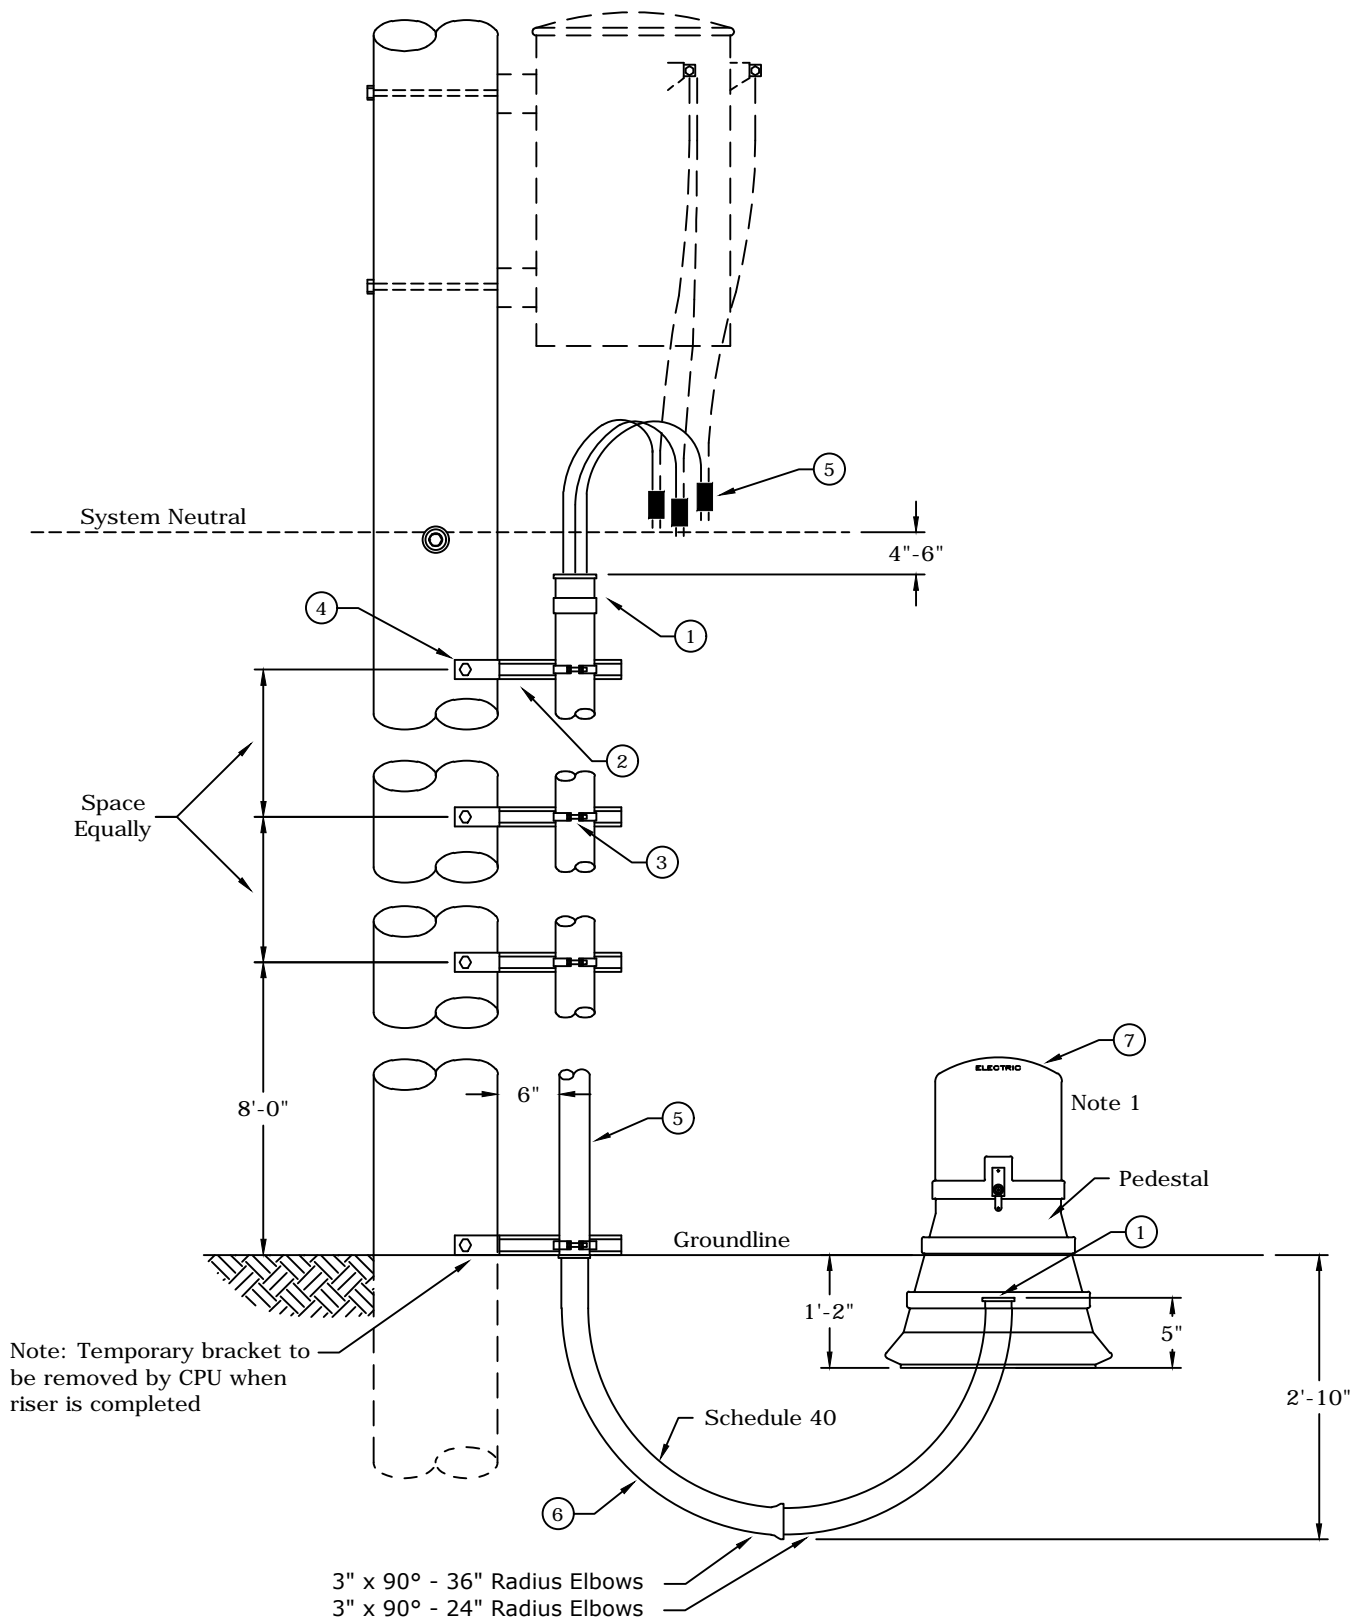 5
System Neutral
4"-6"
4
1
2
Space
Equally
3
7
ELECTRIC
6"
8'-0"
Note 1
5
Pedestal
1
Groundline
1'-2"
5"
Note: Temporary bracket to
be removed by CPU when
riser is completed
2'-10"
Schedule 40
6
3" x 90° - 36" Radius Elbows
3" x 90° - 24" Radius Elbows